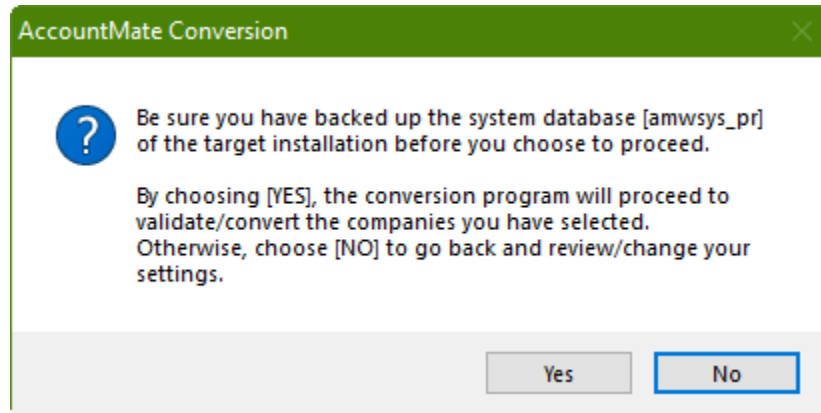 AccountMate Conversion
Be sure you have backed up the system database [amwsys_pr]
of the target installation before you choose to proceed.
By choosing [YES], the conversion program will proceed to
validate/convert the companies you have selected.
Otherwise, choose [NO] to go back and review/change your
settings.
Yes No